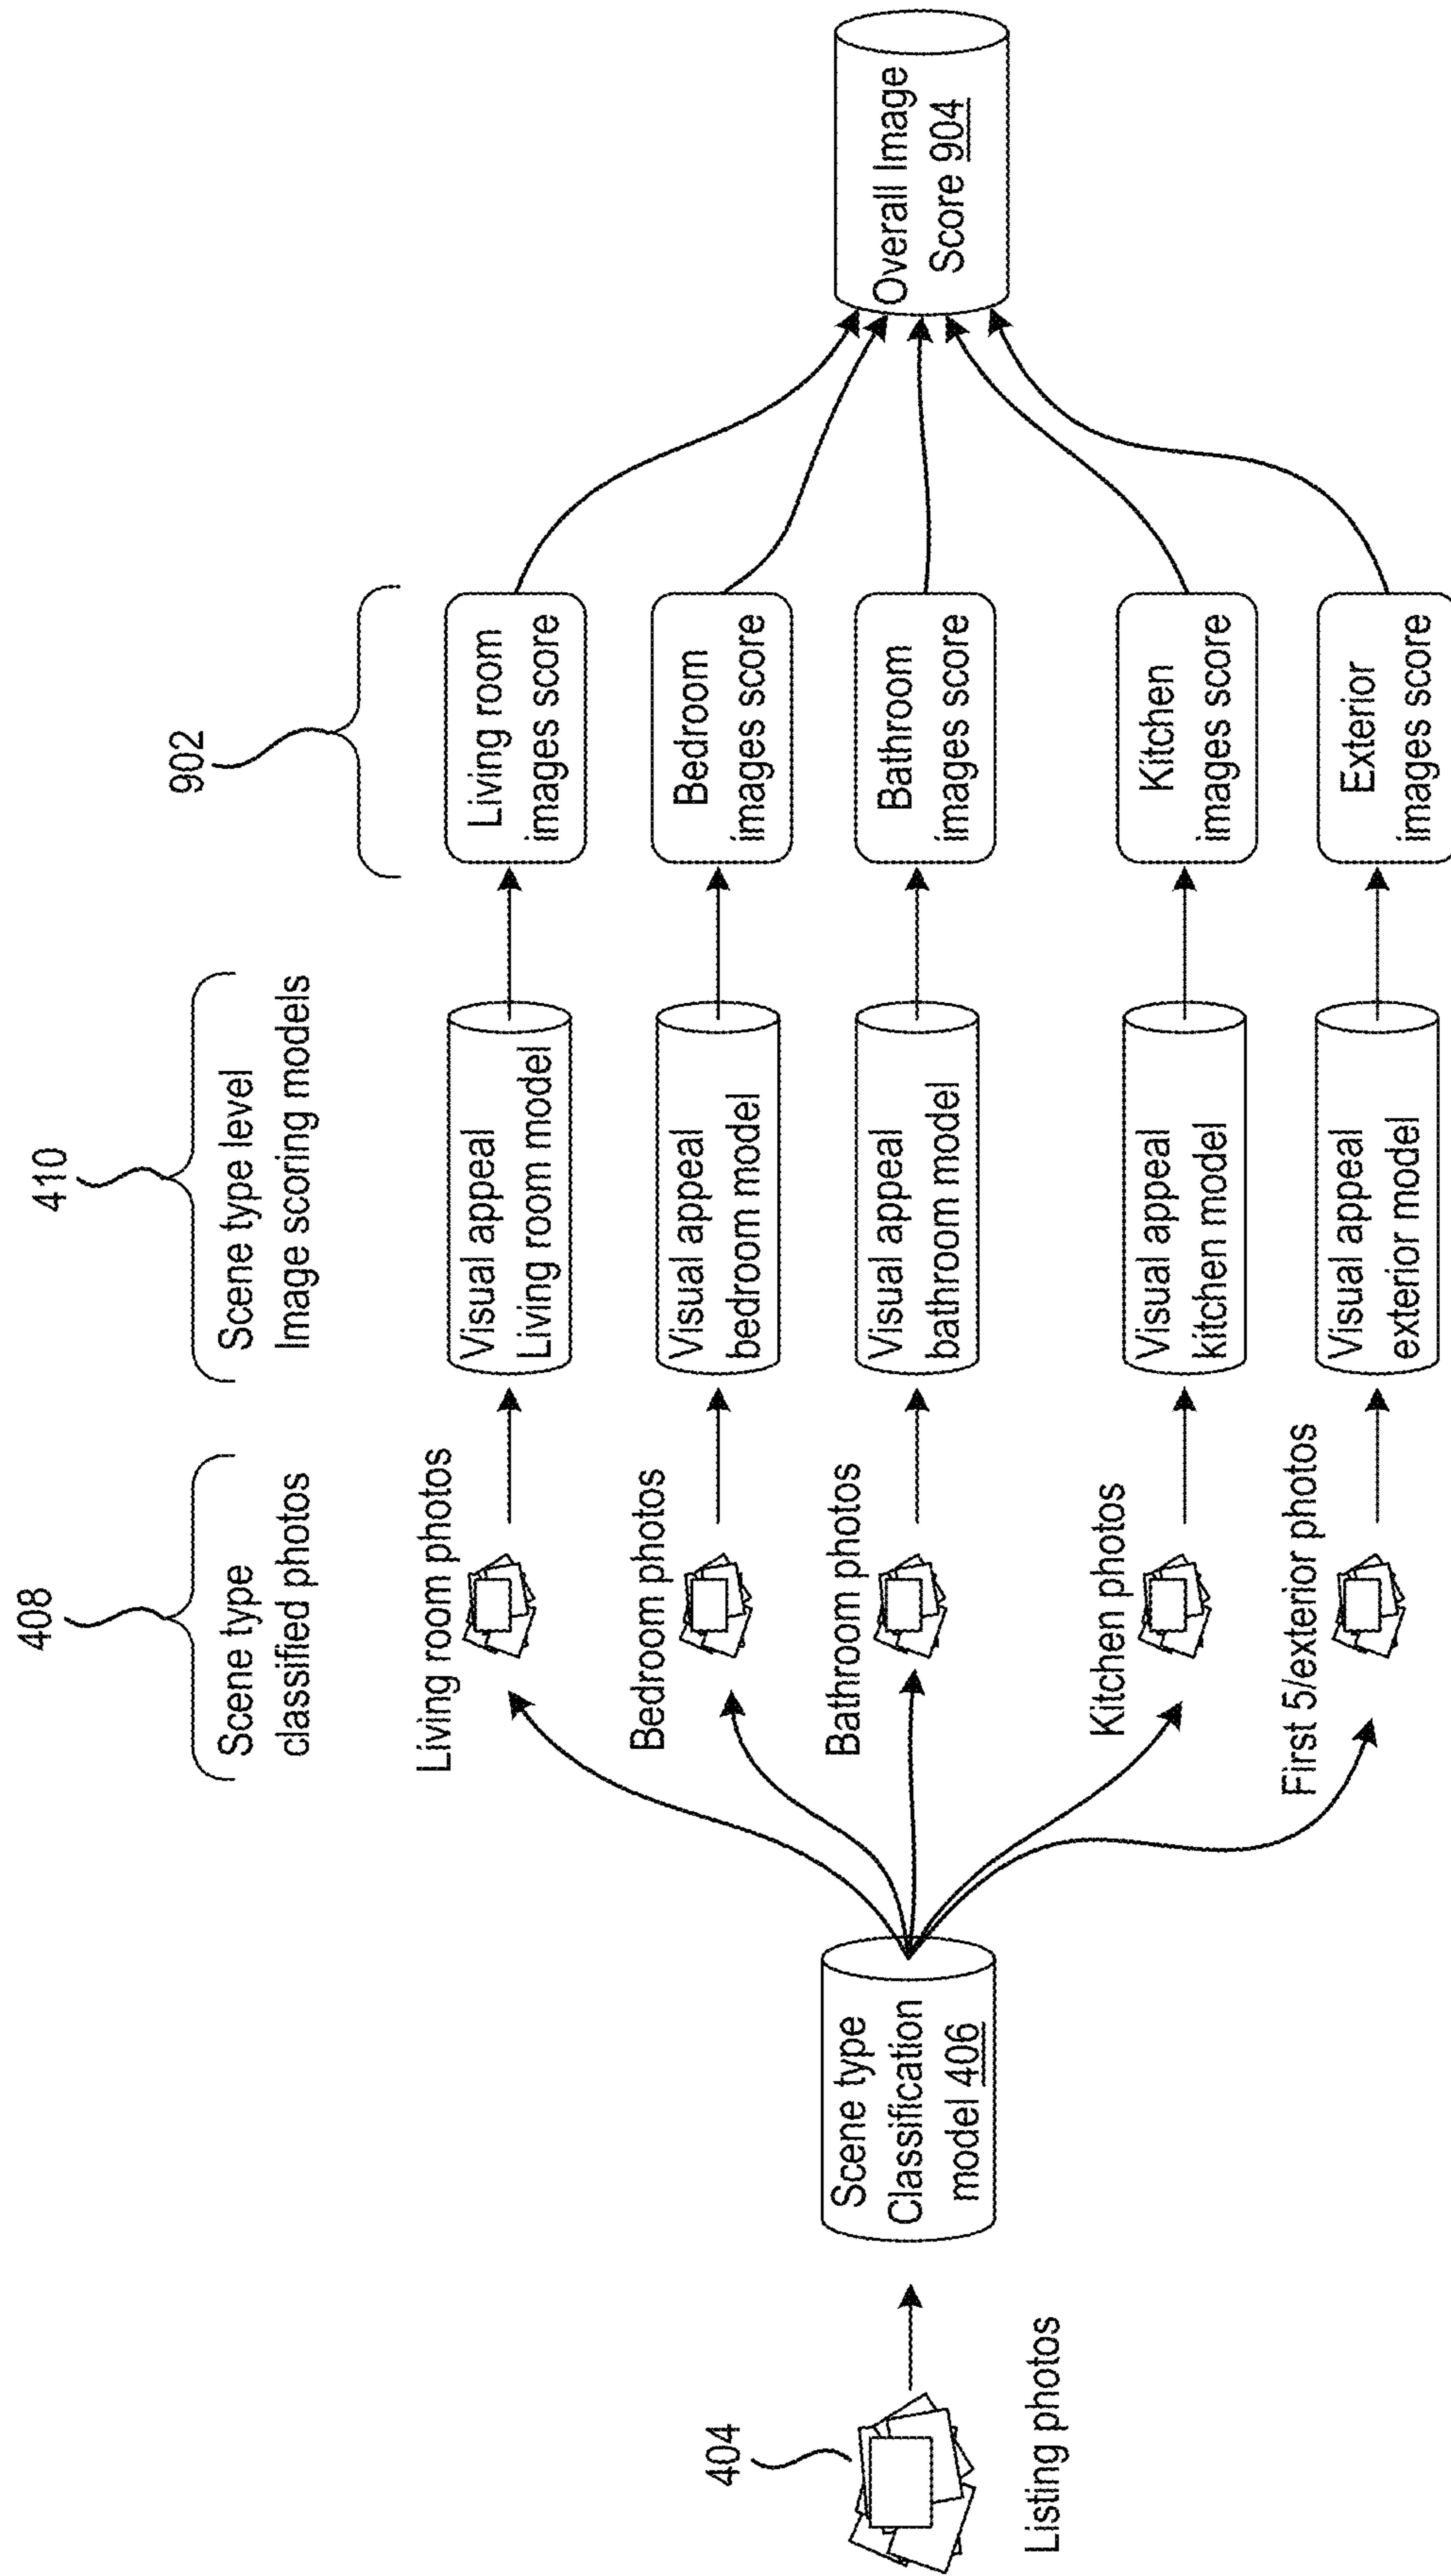 404
Listing photos
Scene type
Classification
model 406
408
Scene type
classified photos
Living room photos
Bedroom photos
Bathroom photos
Kitchen photos
First 5/exterior photos
410
Scene type level
Image scoring models
Visual appeal
Living room model
Visual appeal
bedroom model
Visual appeal
bathroom model
Visual appeal
kitchen model
Visual appeal
exterior model
902
Living room
images score
Bedroom
images score
Bathroom
images score
Kitchen
images score
Exterior
images score
Overall Image
Score 904